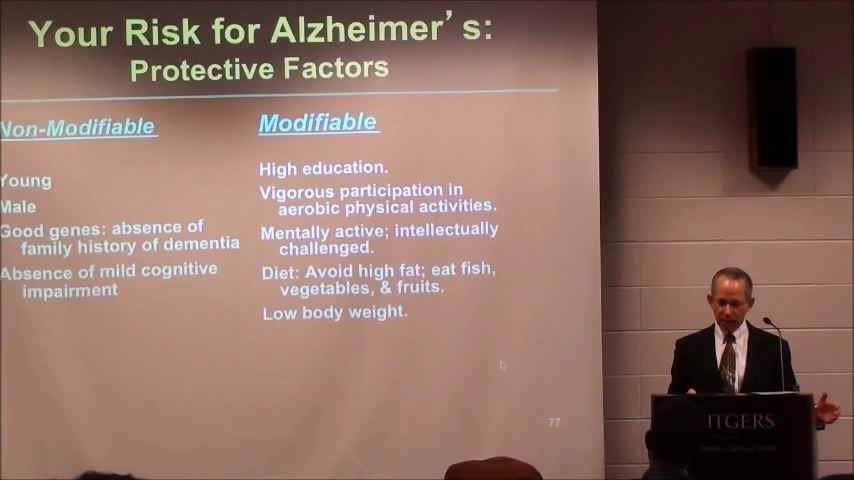 Your Risk for Alzheimer's:
Protective Factors
Non-Modifiable
Young
Male
Good genes: absence of
family history of dementia
Absence of mild cognitive
impairment
Modifiable
High education.
Vigorous participation in
aerobic physical activities.
Mentally active; intellectually
challenged.
Diet: Avoid high fat; eat fish,
vegetables, & fruits.
Low body weight.
77
RUTGERS